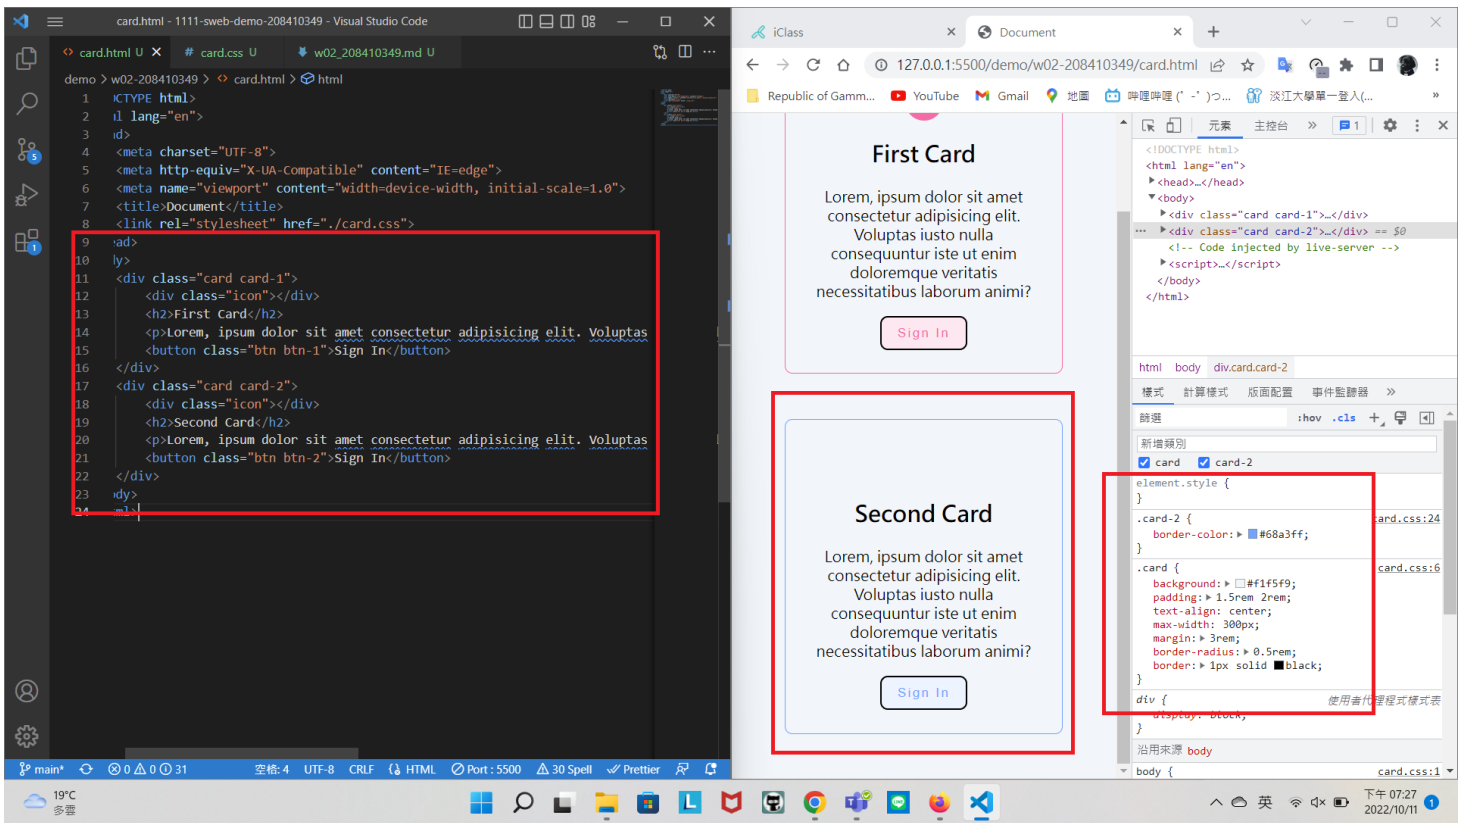 card.html - 1111-sweb-demo-208410349 - Visual Studio Code
card.html U
card.css U
w02_208410349.md U
demo > w02-208410349 > card.html > html
1 CTYPE html>
2 l lang="en">
3 d>
4 <meta charset="UTF-8">
5 <meta http-equiv="X-UA-Compatible" content="IE=edge">
6 <meta name="viewport" content="width=device-width, initial-scale=1.0">
7 <title>Document</title>
8 <link rel="stylesheet" href="./card.css">
9 ad>
10 y>
11 <div class="card card-1">
12 <div class="icon"></div>
13 <h2>First Card</h2>
14 <p>Lorem, ipsum dolor sit amet consectetur adipisicing elit. Voluptas
15 <button class="btn btn-1">Sign In</button>
16 </div>
17 <div class="card card-2">
18 <div class="icon"></div>
19 <h2>Second Card</h2>
20 <p>Lorem, ipsum dolor sit amet consectetur adipisicing elit. Voluptas
21 <button class="btn btn-2">Sign In</button>
22 </div>
23 dy>
24 ml>
5
1
main*
0 0 31
空格: 4
UTF-8
CRLF
HTML
Port : 5500
30 Spell
Prettier
iClass
Document
127.0.0.1:5500/demo/w02-208410349/card.html
Republic of Gamm...
YouTube
Gmail
地圖
嗶哩嗶哩 (゜-゜)つ...
淡江大學單一登入(...
»
First Card
Lorem, ipsum dolor sit amet
consectetur adipisicing elit.
Voluptas iusto nulla
consequuntur iste ut enim
doloremque veritatis
necessitatibus laborum animi?
Sign In
Second Card
Lorem, ipsum dolor sit amet
consectetur adipisicing elit.
Voluptas iusto nulla
consequuntur iste ut enim
doloremque veritatis
necessitatibus laborum animi?
Sign In
元素 主控台 » 1
<!DOCTYPE html>
<html lang="en">
<head>…</head>
<body>
<div class="card card-1">…</div>
<div class="card card-2">…</div> == $0
<!-- Code injected by live-server -->
<script>…</script>
</body>
</html>
html body div.card.card-2
樣式 計算樣式 版面配置 事件監聽器 »
篩選 :hov .cls +
新增類別
card card-2
element.style {
}
.card-2 { card.css:24
border-color: #68a3ff;
}
.card { card.css:6
background: #f1f5f9;
padding: 1.5rem 2rem;
text-align: center;
max-width: 300px;
margin: 3rem;
border-radius: 0.5rem;
border: 1px solid black;
}
div { 使用者代理程式樣式表
display: block;
}
沿用來源 body
body { card.css:1
19°C
多雲
英
下午 07:27
2022/10/11
1